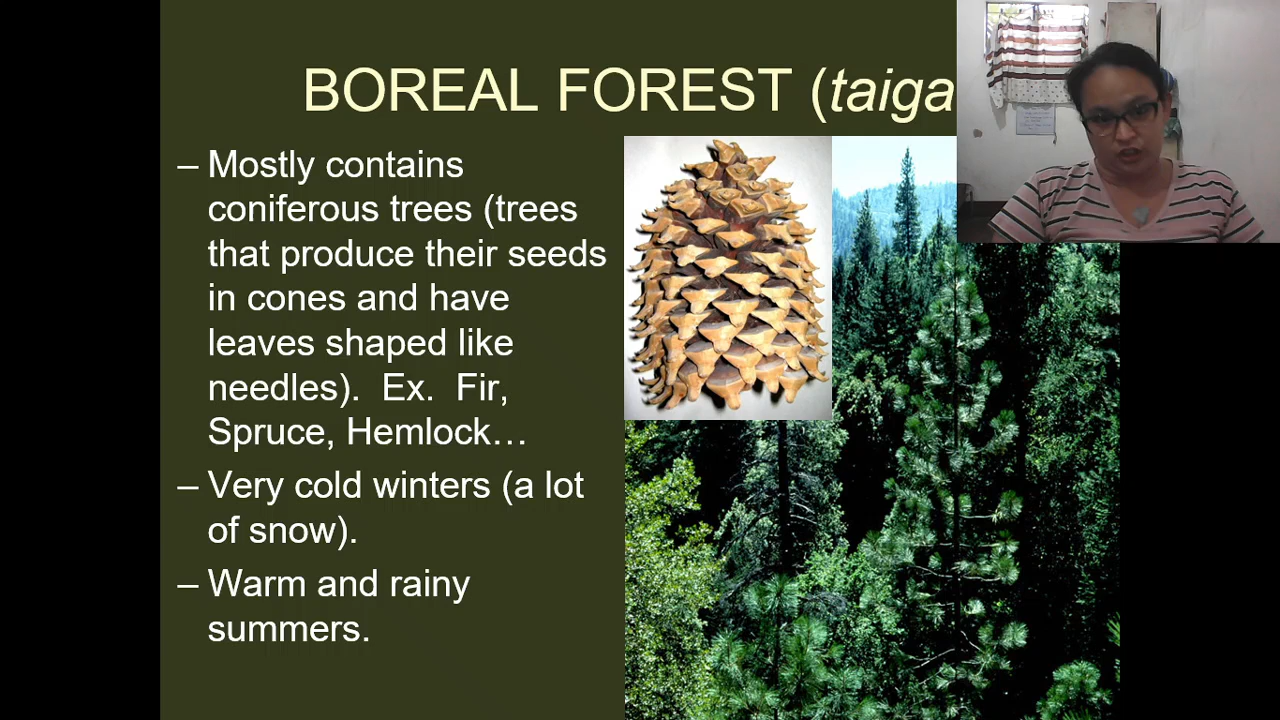 BOREAL FOREST (taiga
– Mostly contains
coniferous trees (trees
that produce their seeds
in cones and have
leaves shaped like
needles).  Ex.  Fir,
Spruce, Hemlock…
– Very cold winters (a lot
of snow).
– Warm and rainy
summers.